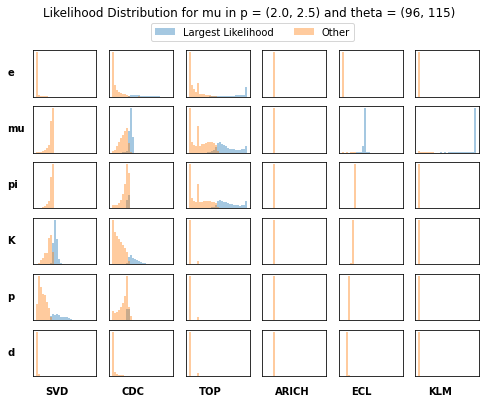 Likelihood Distribution for mu in p = (2.0, 2.5) and theta = (96, 115)
Largest Likelihood Other
e
mu
pi
K
p
d
SVD CDC TOP ARICH ECL KLM